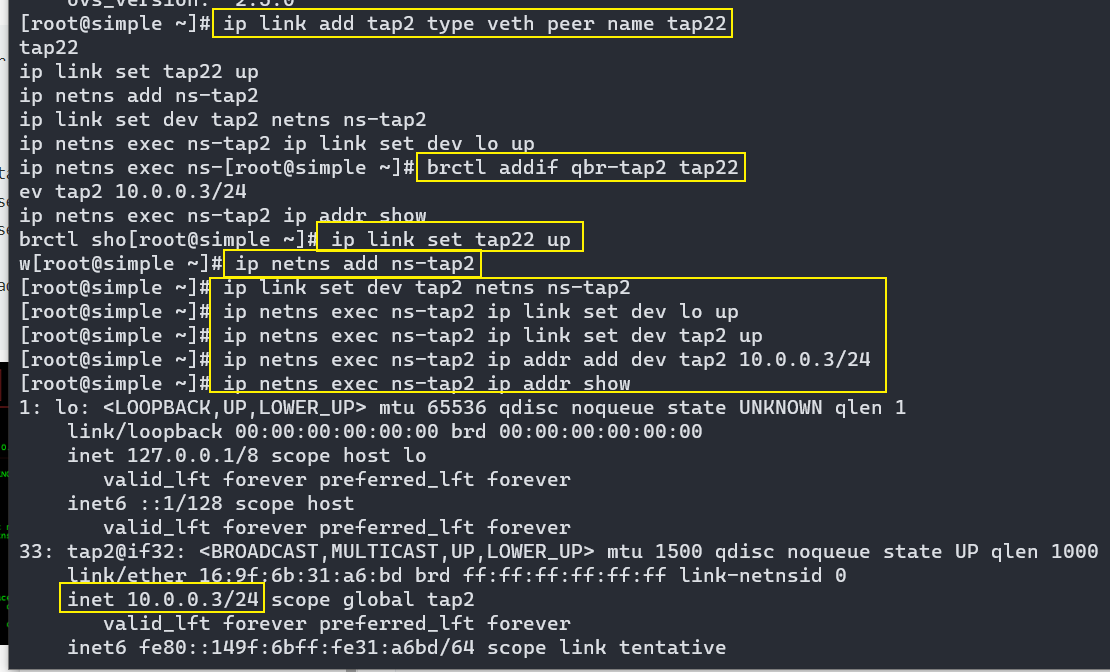 ovs_version: "2.5.0"
[root@simple ~]# ip link add tap2 type veth peer name tap22
tap22
ip link set tap22 up
ip netns add ns-tap2
ip link set dev tap2 netns ns-tap2
ip netns exec ns-tap2 ip link set dev lo up
ip netns exec ns-[root@simple ~]# brctl addif qbr-tap2 tap22
ev tap2 10.0.0.3/24
ip netns exec ns-tap2 ip addr show
brctl sho[root@simple ~]# ip link set tap22 up
w[root@simple ~]# ip netns add ns-tap2
[root@simple ~]# ip link set dev tap2 netns ns-tap2
[root@simple ~]# ip netns exec ns-tap2 ip link set dev lo up
[root@simple ~]# ip netns exec ns-tap2 ip link set dev tap2 up
[root@simple ~]# ip netns exec ns-tap2 ip addr add dev tap2 10.0.0.3/24
[root@simple ~]# ip netns exec ns-tap2 ip addr show
1: lo: <LOOPBACK,UP,LOWER_UP> mtu 65536 qdisc noqueue state UNKNOWN qlen 1
link/loopback 00:00:00:00:00:00 brd 00:00:00:00:00:00
inet 127.0.0.1/8 scope host lo
valid_lft forever preferred_lft forever
inet6 ::1/128 scope host
valid_lft forever preferred_lft forever
33: tap2@if32: <BROADCAST,MULTICAST,UP,LOWER_UP> mtu 1500 qdisc noqueue state UP qlen 1000
link/ether 16:9f:6b:31:a6:bd brd ff:ff:ff:ff:ff:ff link-netnsid 0
inet 10.0.0.3/24 scope global tap2
valid_lft forever preferred_lft forever
inet6 fe80::149f:6bff:fe31:a6bd/64 scope link tentative